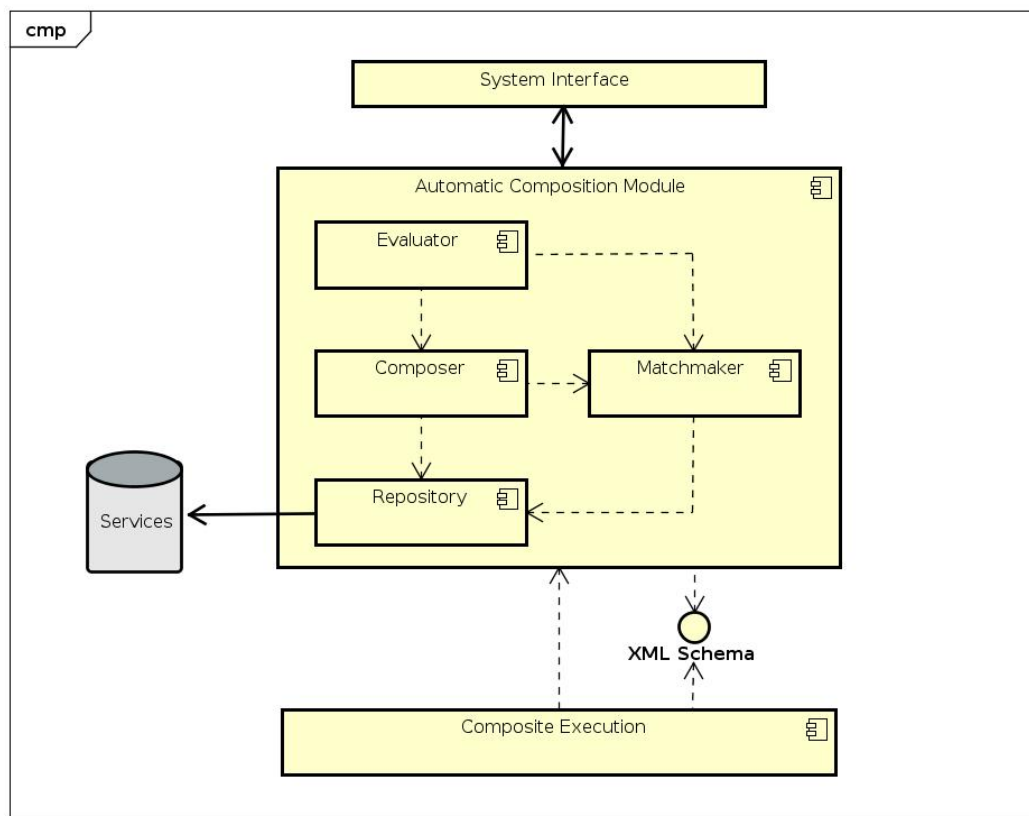 cmp
System Interface
Automatic Composition Module
Evaluator
Composer
Matchmaker
Repository
Services
XML Schema
Composite Execution